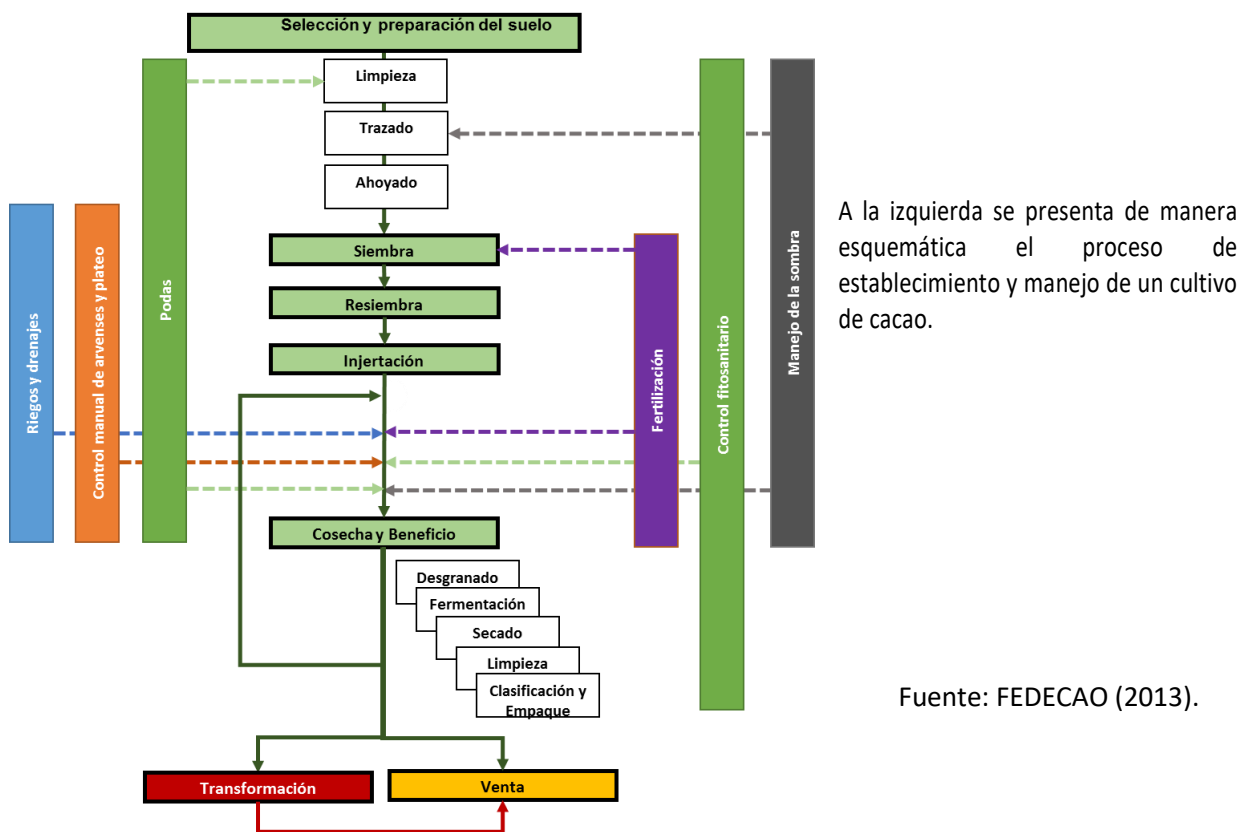 Selección y preparación del suelo
Limpieza
Trazado
Ahoyado
Siembra
Resiembra
Injertación
Cosecha y Beneficio
Desgranado
Fermentación
Secado
Limpieza
Clasificación y
Empaque
Transformación
Venta
Riegos y drenajes
Control manual de arvenses y plateo
Podas
Fertilización
Control fitosanitario
Manejo de la sombra
A la izquierda se presenta de manera
esquemática el proceso de
establecimiento y manejo de un cultivo
de cacao.
Fuente: FEDECAO (2013).